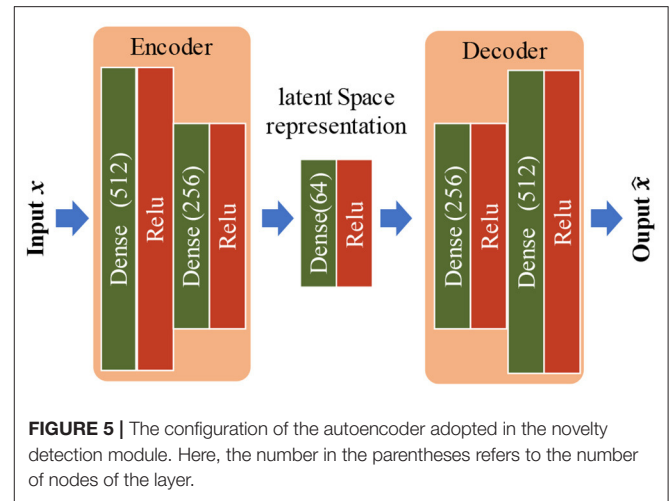 Encoder
Decoder
latent Space
representation
Input x
Dense (512)
Relu
Dense (256)
Relu
Dense(64)
Relu
Dense (256)
Relu
Dense (512)
Relu
Ouput x̂
FIGURE 5 | The configuration of the autoencoder adopted in the novelty
detection module. Here, the number in the parentheses refers to the number
of nodes of the layer.